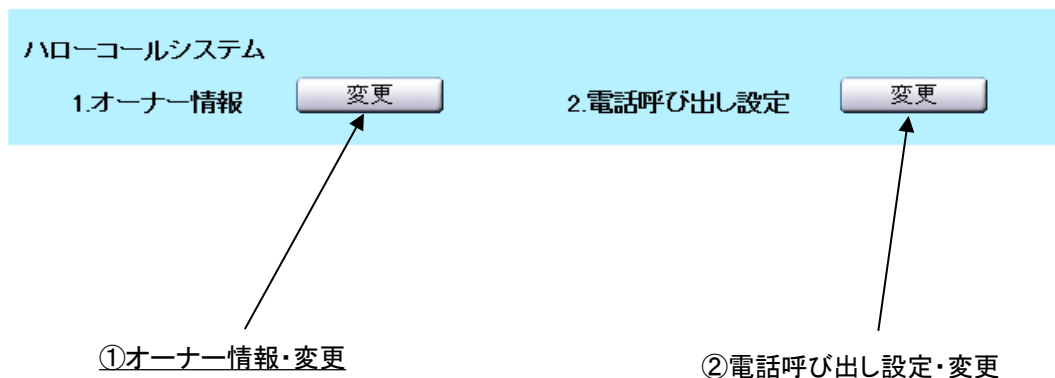 ハローコールシステム
1.オーナー情報 変更 2.電話呼び出し設定 変更
①オーナー情報・変更 ②電話呼び出し設定・変更